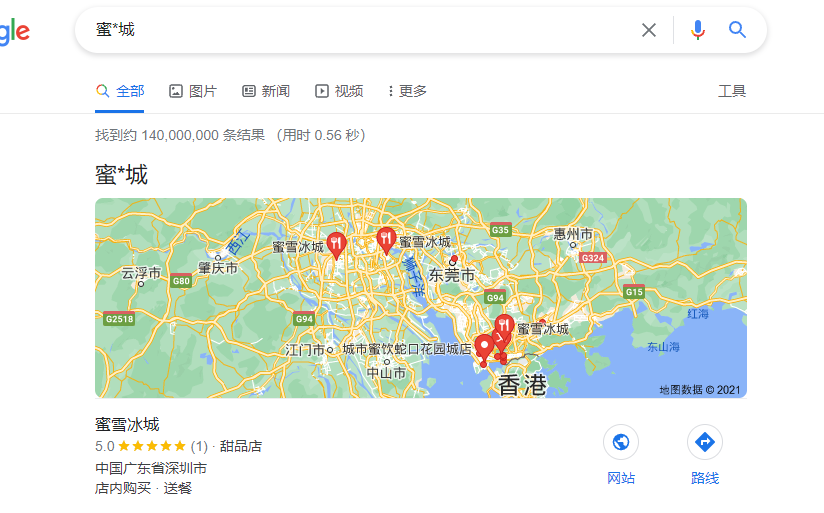 gle
蜜*城
全部
图片
新闻
视频
更多
工具
找到约 140,000,000 条结果 （用时 0.56 秒）
蜜*城
G35
惠州市
西江
蜜雪冰城
蜜雪冰城
G324
云浮市
肇庆市
狮子洋
东莞市
G80
G94
G15
G2518
G94
红海
蜜雪冰城
江门市
城市蜜饮蛇口花园城店
东山海
中山市
香港
地图数据 © 2021
蜜雪冰城
5.0 (1) · 甜品店
中国广东省深圳市
店内购买 · 送餐
网站
路线